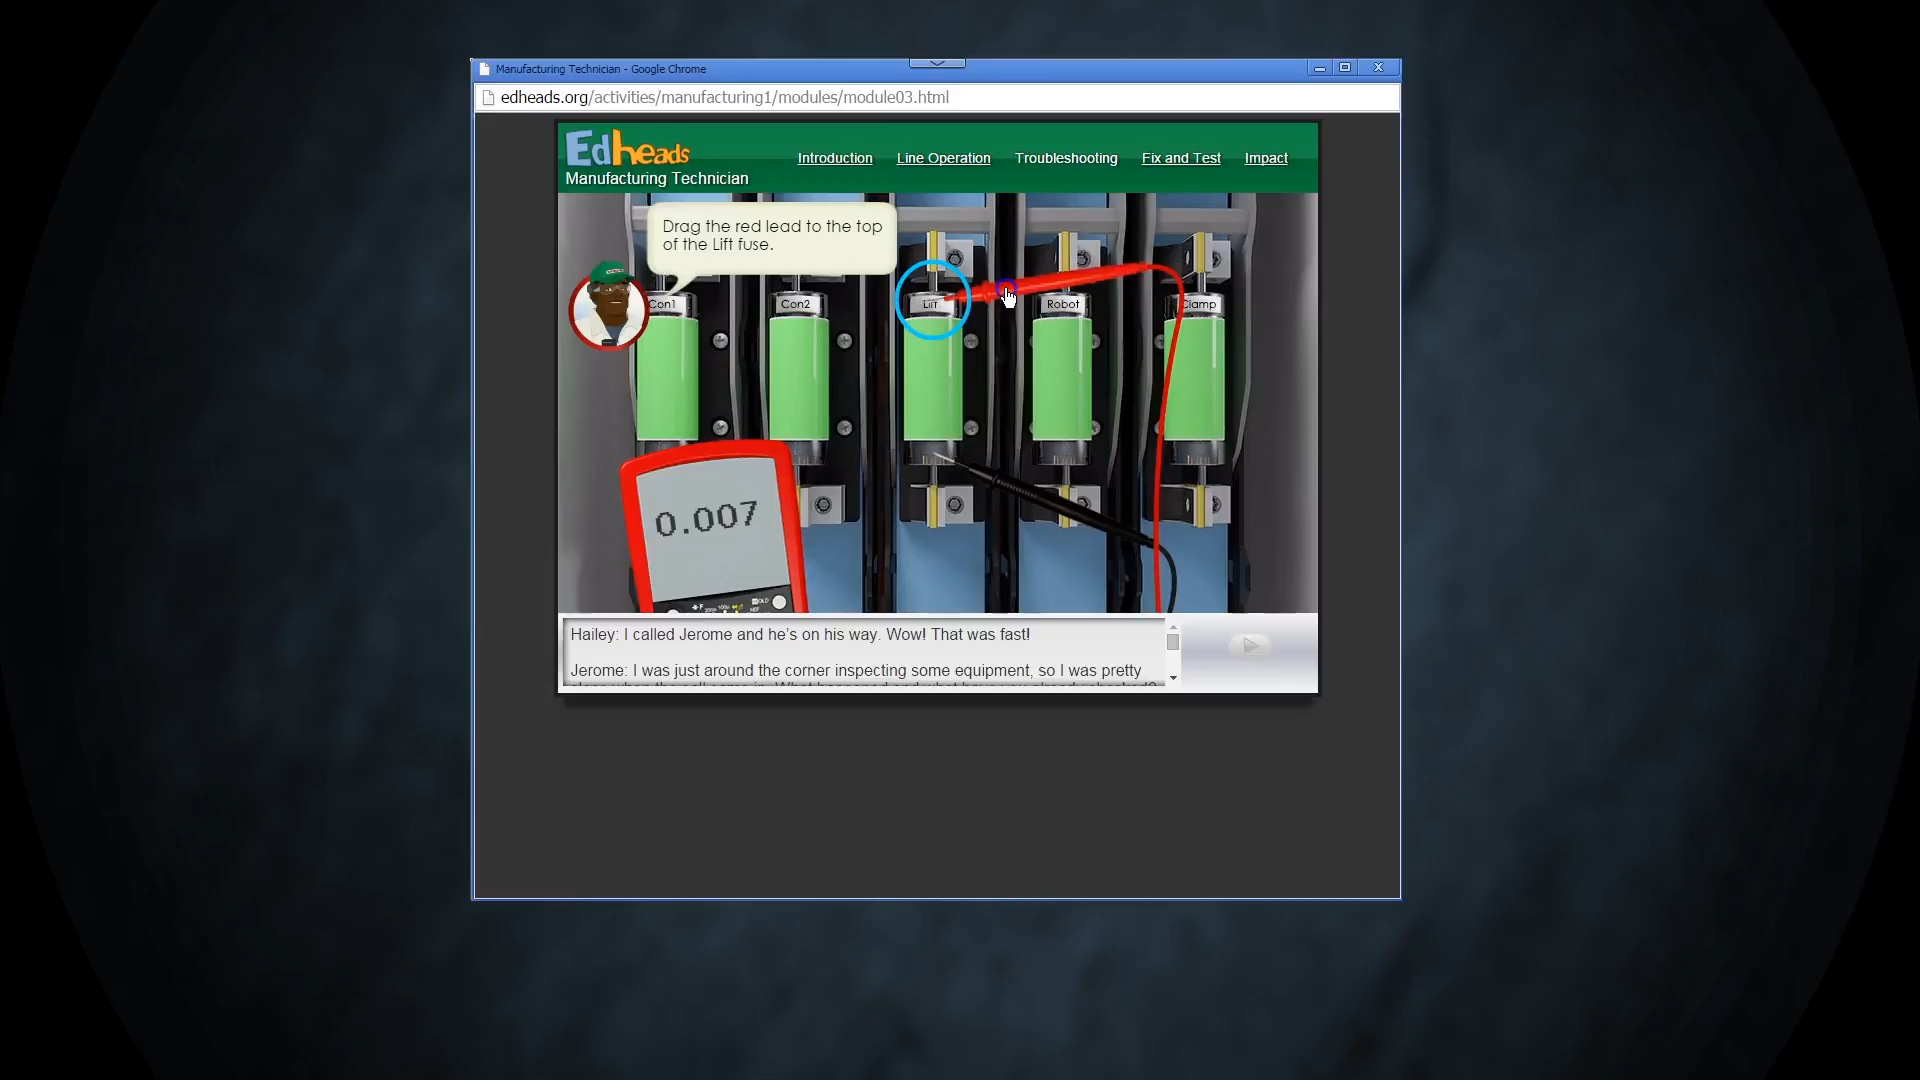 Manufacturing Technician - Google Chrome
edheads.org/activities/manufacturing1/modules/module03.html
Edheads
Manufacturing Technician
Introduction Line Operation Troubleshooting Fix and Test Impact
Drag the red lead to the top
of the Lift fuse.
Con1 Con2 Lift Robot Clamp
0.007
Hailey: I called Jerome and he's on his way. Wow! That was fast!
Jerome: I was just around the corner inspecting some equipment, so I was pretty